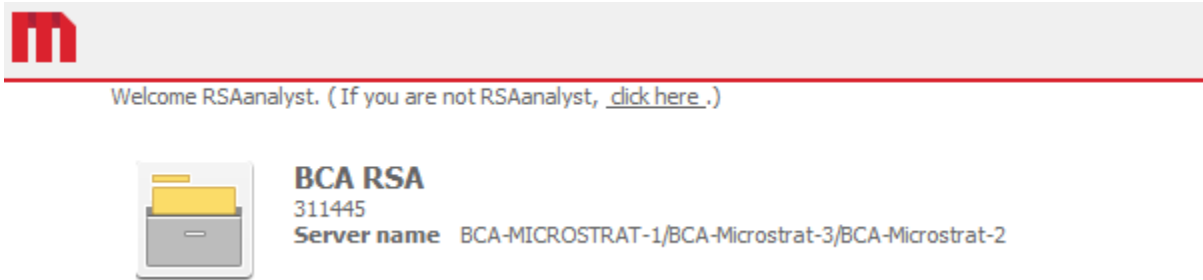 Welcome RSAanalyst. ( If you are not RSAanalyst, click here .)
BCA RSA
311445
Server name BCA-MICROSTRAT-1/BCA-Microstrat-3/BCA-Microstrat-2